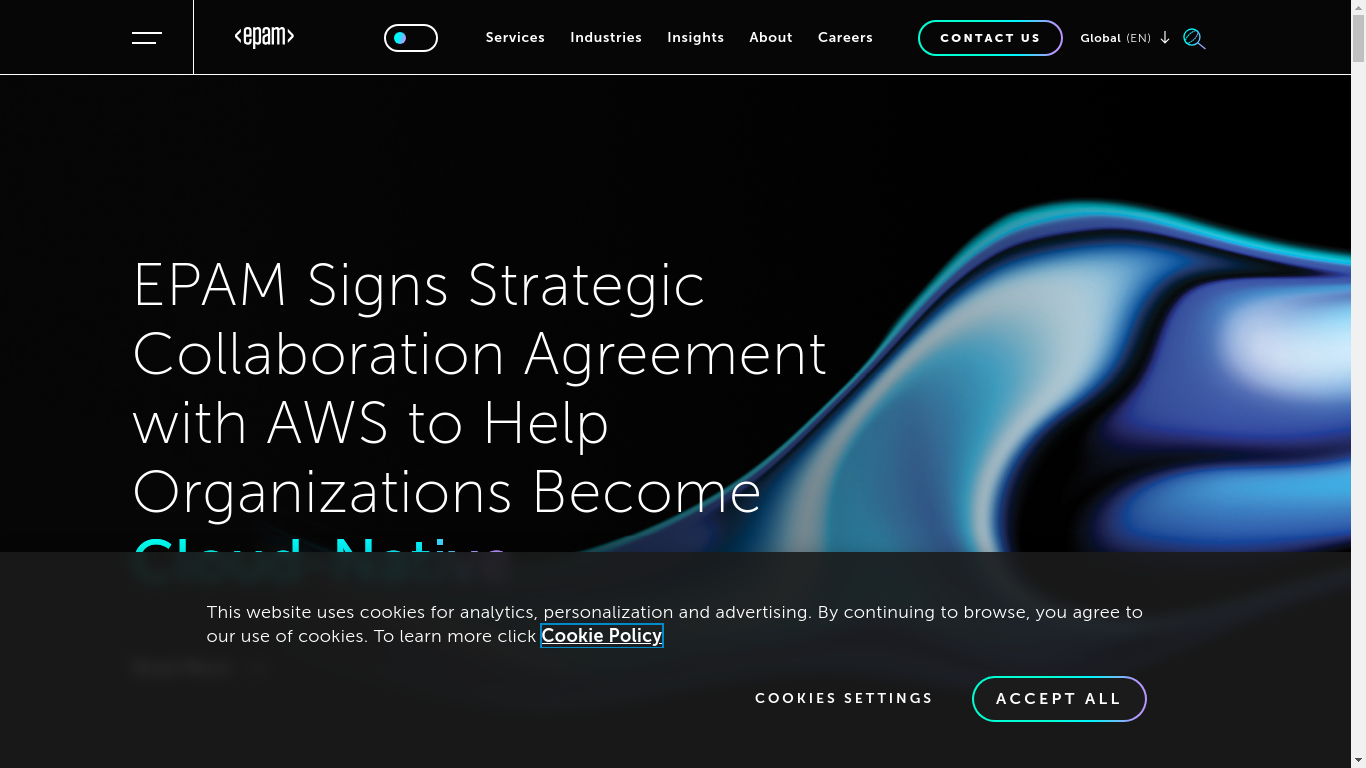 <epam>
Services
Industries
Insights
About
Careers
CONTACT US
Global (EN)
EPAM Signs Strategic
Collaboration Agreement
with AWS to Help
Organizations Become
Cloud-Native
This website uses cookies for analytics, personalization and advertising. By continuing to browse, you agree to
our use of cookies. To learn more click Cookie Policy
COOKIES SETTINGS
ACCEPT ALL